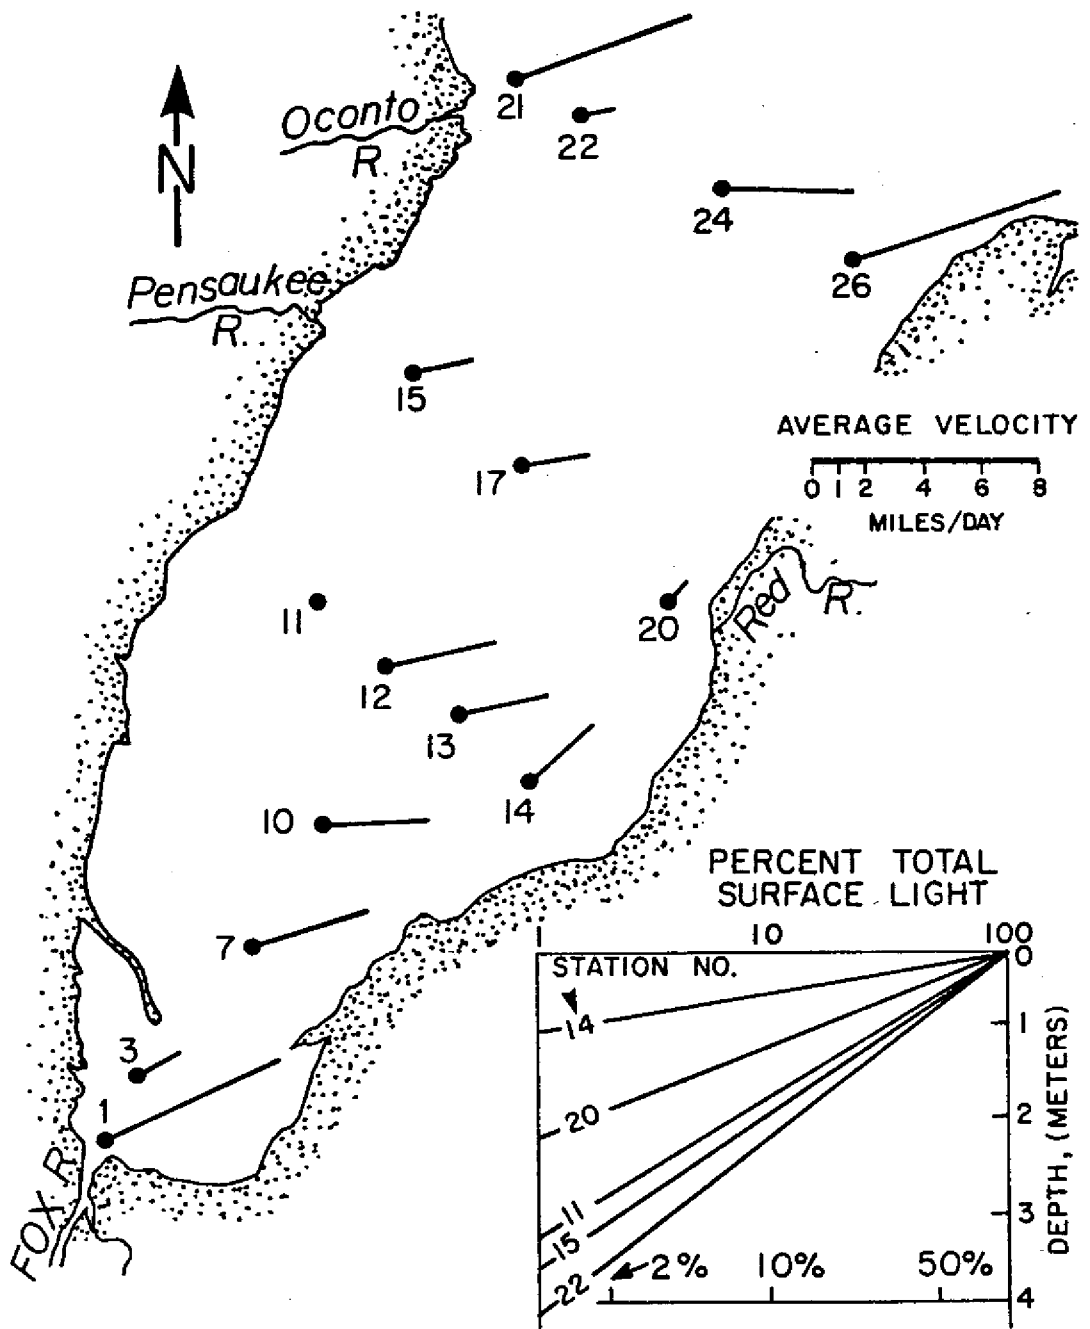 21
Oconto
R.
22
N
24
26
Pensaukee
R.
15
AVERAGE VELOCITY
0 1 2 4 6 8
MILES/DAY
17
11
20
Red
R.
12
13
14
10
PERCENT TOTAL
SURFACE LIGHT
1 10 100
7
STATION NO.
0
14
1
3
1
20
2
DEPTH, (METERS)
FOX R
11
3
15
22
2% 10% 50%
4